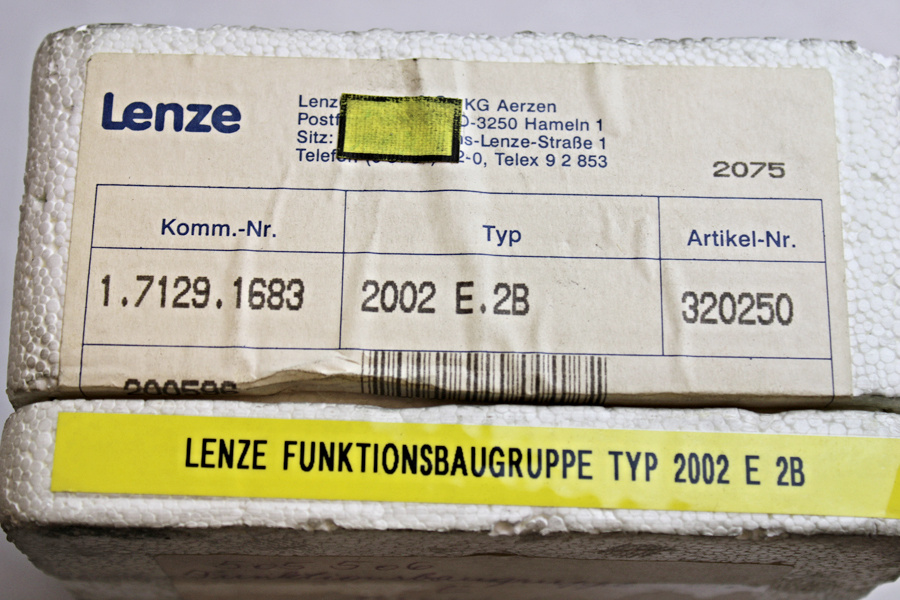 Lenze
KG Aerzen
D-3250 Hameln 1
Sitz: -Lenze-Straße 1
2-0, Telex 9 2 853
2075
Komm.-Nr. Typ Artikel-Nr.
1.7129.1683 2002 E.2B 320250
LENZE FUNKTIONSBAUGRUPPE TYP 2002 E 2B